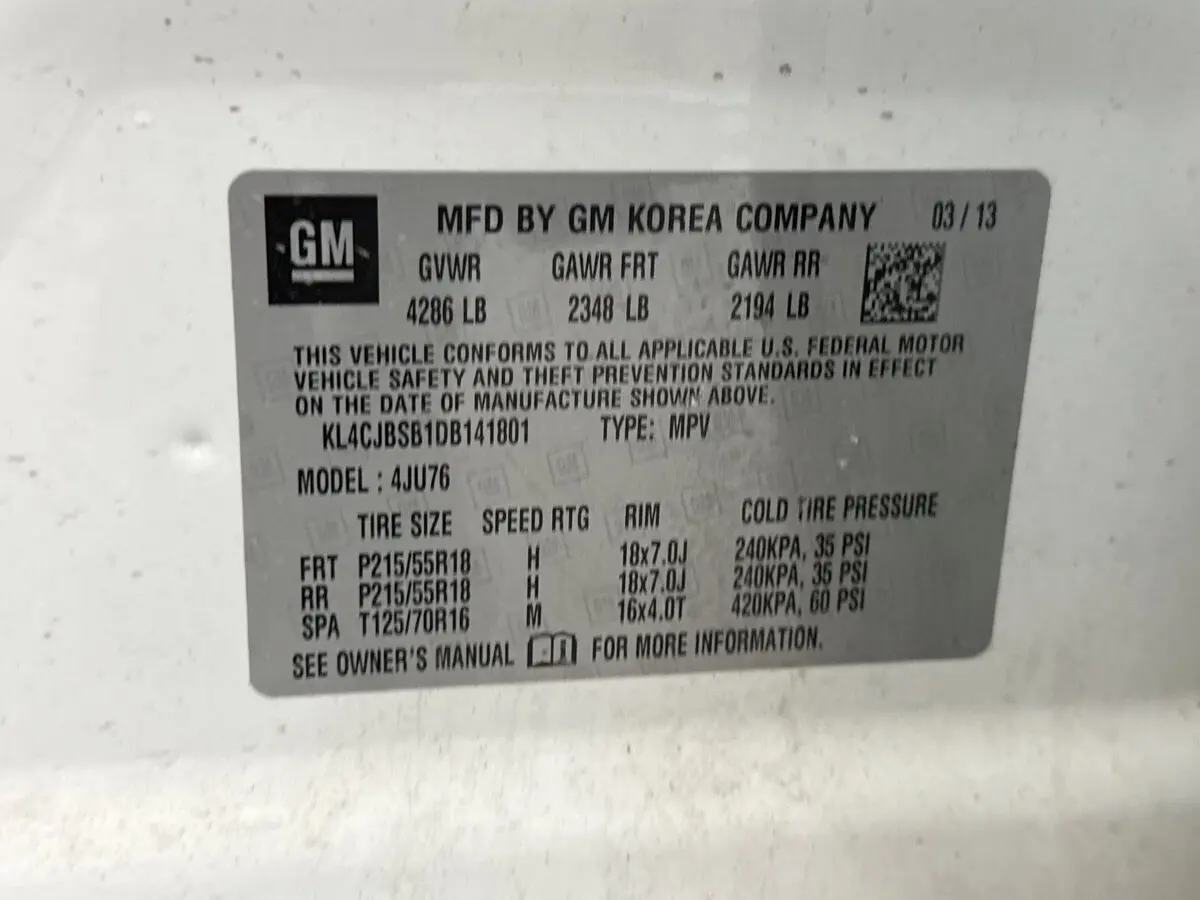 GM
MFD BY GM KOREA COMPANY 03 / 13
GVWR GAWR FRT GAWR RR
4286 LB 2348 LB 2194 LB
THIS VEHICLE CONFORMS TO ALL APPLICABLE U.S. FEDERAL MOTOR
VEHICLE SAFETY AND THEFT PREVENTION STANDARDS IN EFFECT
ON THE DATE OF MANUFACTURE SHOWN ABOVE.
KL4CJBSB1DB141801 TYPE: MPV
MODEL : 4JU76
TIRE SIZE SPEED RTG RIM COLD TIRE PRESSURE
FRT P215/55R18 H 18x7.0J 240KPA, 35 PSI
RR P215/55R18 H 18x7.0J 240KPA, 35 PSI
SPA T125/70R16 M 16x4.0T 420KPA, 60 PSI
SEE OWNER'S MANUAL FOR MORE INFORMATION.